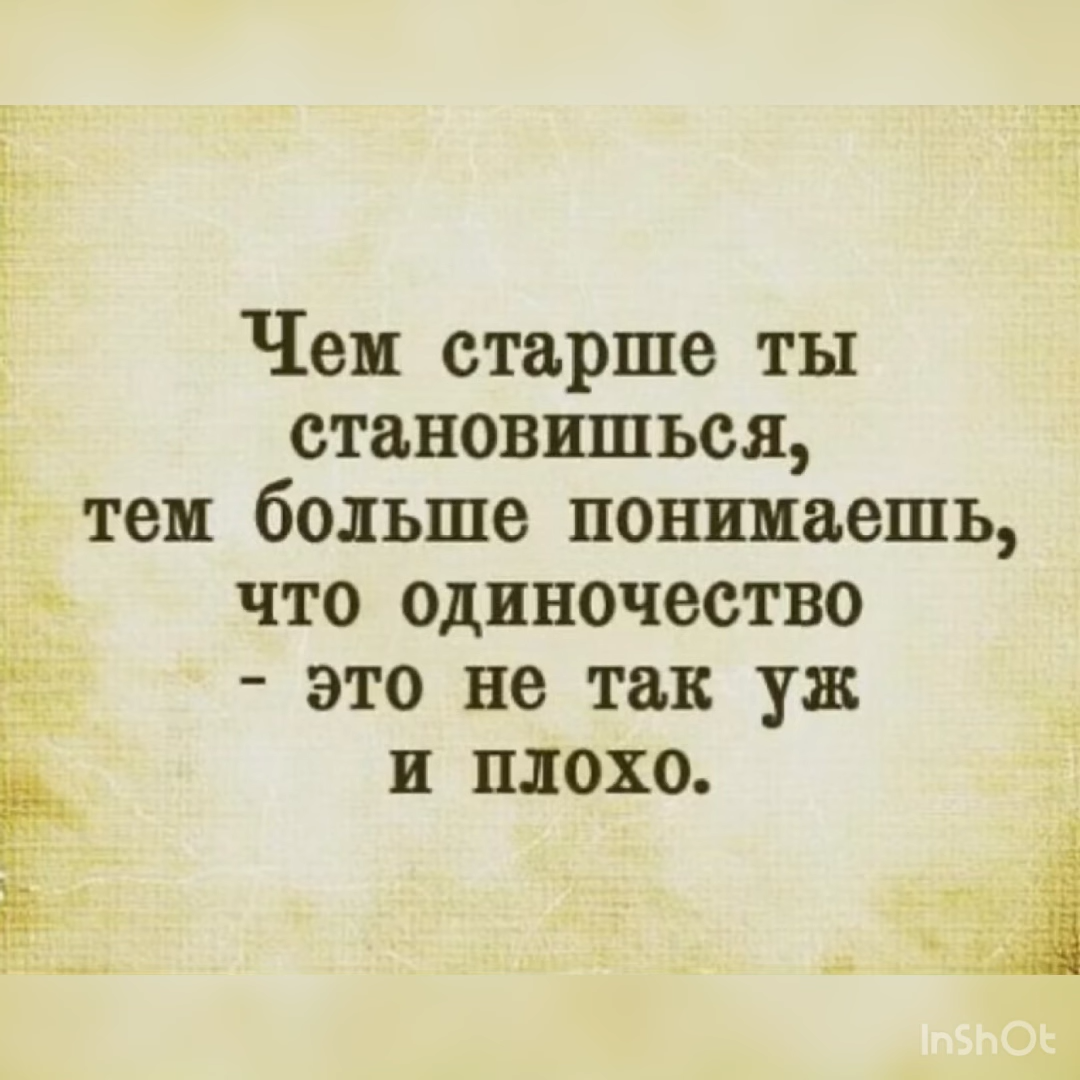 Чем старше ты
становишься,
тем больше понимаешь,
что одиночество
- это не так уж
и плохо.
InShOt